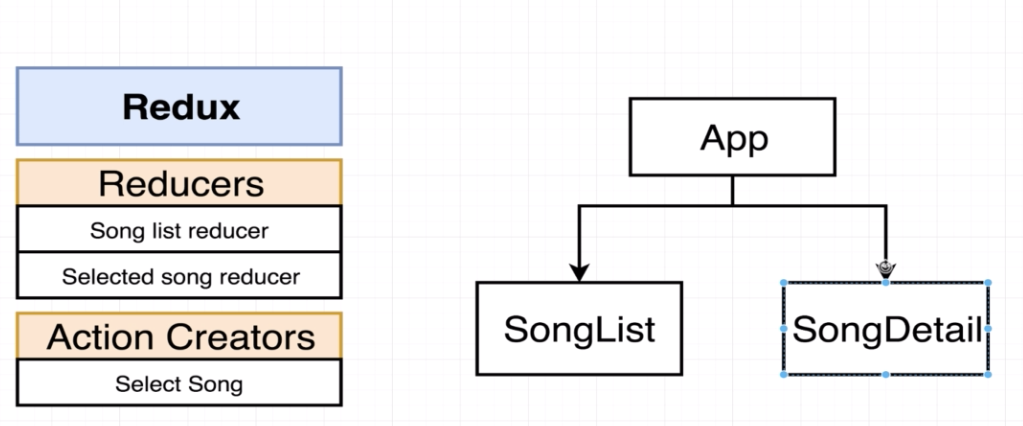 Redux
Reducers
Song list reducer
Selected song reducer
Action Creators
Select Song
App
SongList
SongDetail